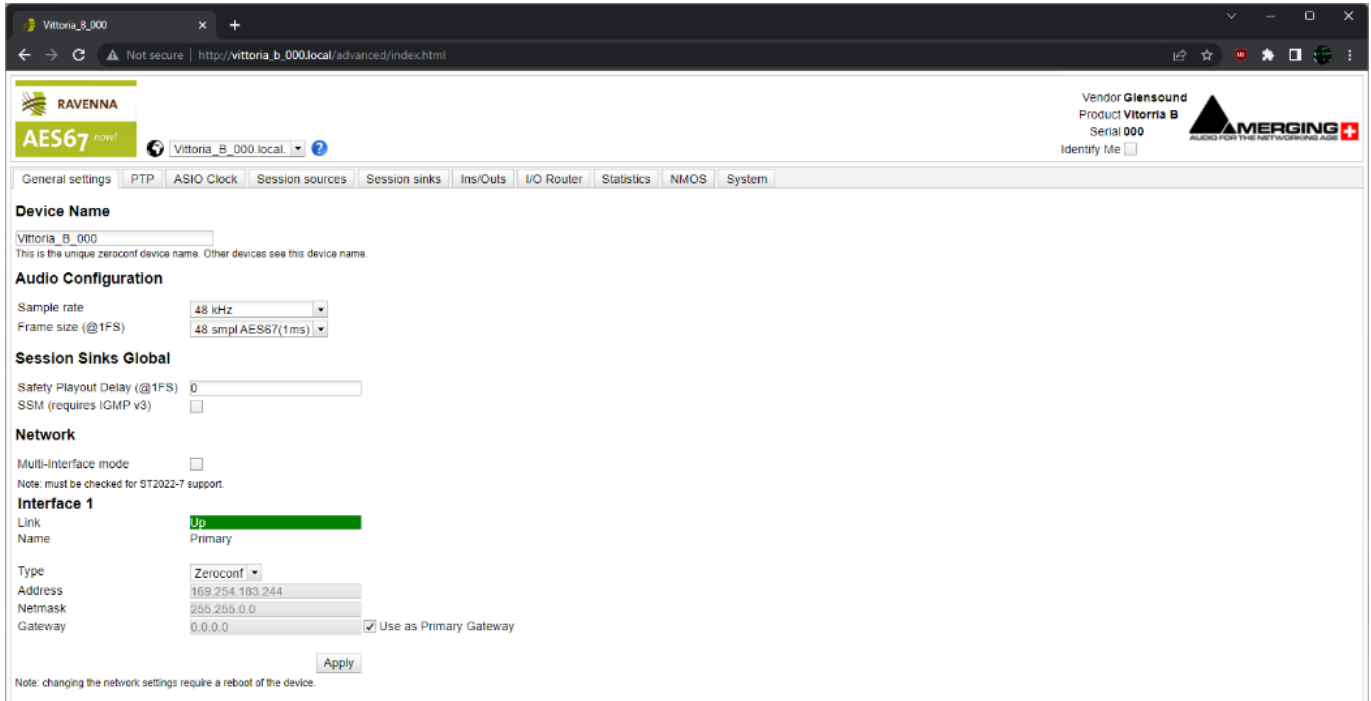 Vittoria_B_000
Not secure | http://vittoria_b_000.local/advanced/index.html
RAVENNA
AES67 now!
Vittoria_B_000.local.
?
Vendor Glensound
Product Vitorria B
Serial 000
Identify Me
MERGING
AUDIO FOR THE NETWORKING AGE
General settings PTP ASIO Clock Session sources Session sinks Ins/Outs I/O Router Statistics NMOS System
Device Name
Vittoria_B_000
This is the unique zeroconf device name. Other devices see this device name.
Audio Configuration
Sample rate 48 kHz
Frame size (@1FS) 48 smpl AES67(1ms)
Session Sinks Global
Safety Playout Delay (@1FS) 0
SSM (requires IGMP v3)
Network
Multi-Interface mode
Note: must be checked for ST2022-7 support.
Interface 1
Link Up
Name Primary
Type Zeroconf
Address 169.254.183.244
Netmask 255.255.0.0
Gateway 0.0.0.0 Use as Primary Gateway
Apply
Note: changing the network settings require a reboot of the device.